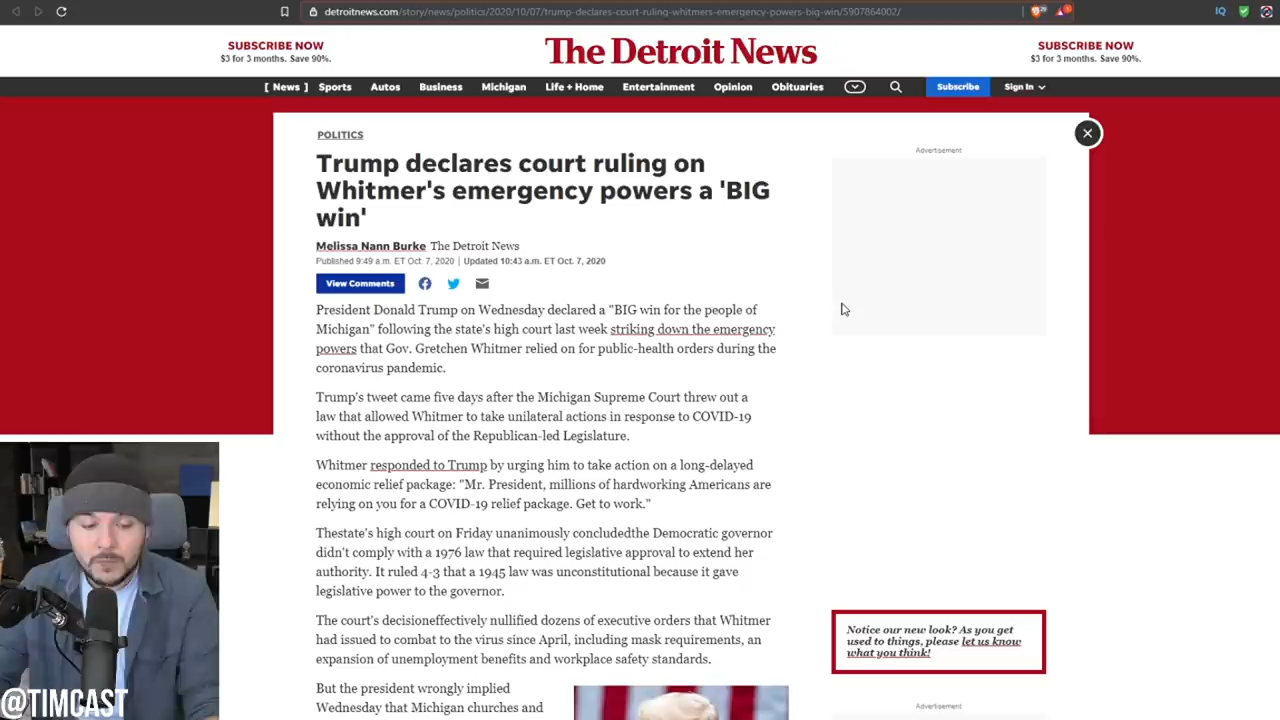 detroitnews.com/story/news/politics/2020/10/07/trump-declares-court-ruling-whitmers-emergency-powers-big-win/5907864002/
SUBSCRIBE NOW
$3 for 3 months. Save 90%.
The Detroit News
SUBSCRIBE NOW
$3 for 3 months. Save 90%.
[ News ] Sports Autos Business Michigan Life + Home Entertainment Opinion Obituaries Subscribe Sign In
POLITICS
Trump declares court ruling on
Whitmer's emergency powers a 'BIG
win'
Melissa Nann Burke The Detroit News
Published 9:49 a.m. ET Oct. 7, 2020 | Updated 10:43 a.m. ET Oct. 7, 2020
View Comments
President Donald Trump on Wednesday declared a "BIG win for the people of
Michigan" following the state's high court last week striking down the emergency
powers that Gov. Gretchen Whitmer relied on for public-health orders during the
coronavirus pandemic.
Trump's tweet came five days after the Michigan Supreme Court threw out a
law that allowed Whitmer to take unilateral actions in response to COVID-19
without the approval of the Republican-led Legislature.
Whitmer responded to Trump by urging him to take action on a long-delayed
economic relief package: "Mr. President, millions of hardworking Americans are
relying on you for a COVID-19 relief package. Get to work."
Thestate's high court on Friday unanimously concludedthe Democratic governor
didn't comply with a 1976 law that required legislative approval to extend her
authority. It ruled 4-3 that a 1945 law was unconstitutional because it gave
legislative power to the governor.
The court's decisioneffectively nullified dozens of executive orders that Whitmer
had issued to combat to the virus since April, including mask requirements, an
expansion of unemployment benefits and workplace safety standards.
But the president wrongly implied
Wednesday that Michigan churches and
Advertisement
Notice our new look? As you get
used to things, please let us know
what you think!
Advertisement
@TIMCAST
IQ